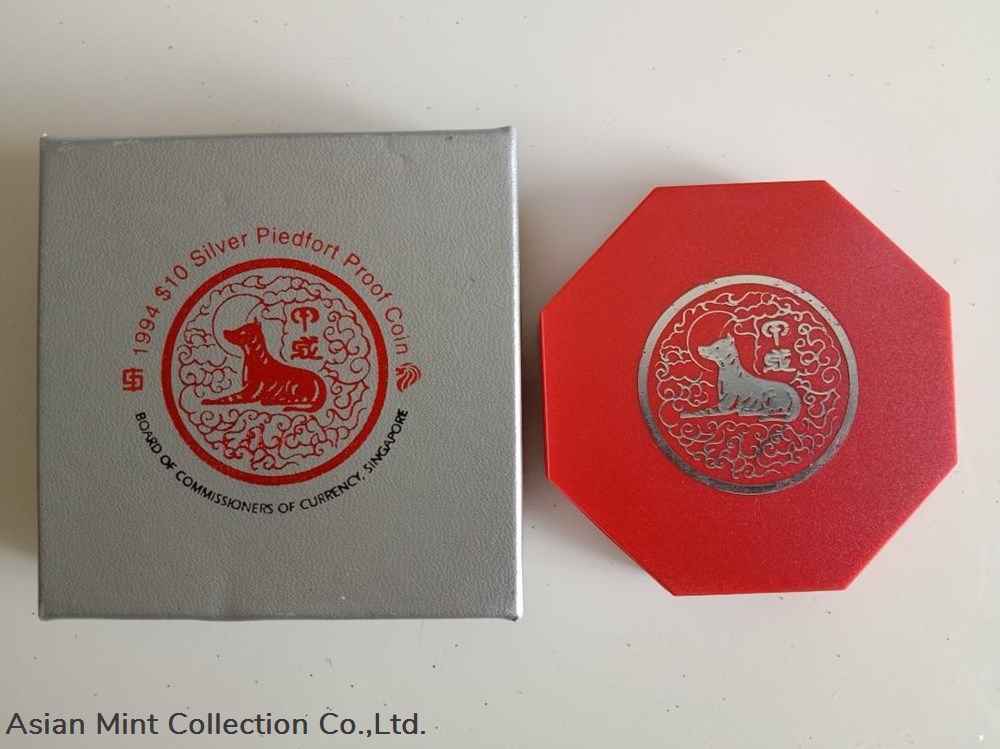 1994 $10 Silver Piedfort Proof Coin
甲戌
BOARD OF COMMISSIONERS OF CURRENCY, SINGAPORE
甲戌
Asian Mint Collection Co.,Ltd.